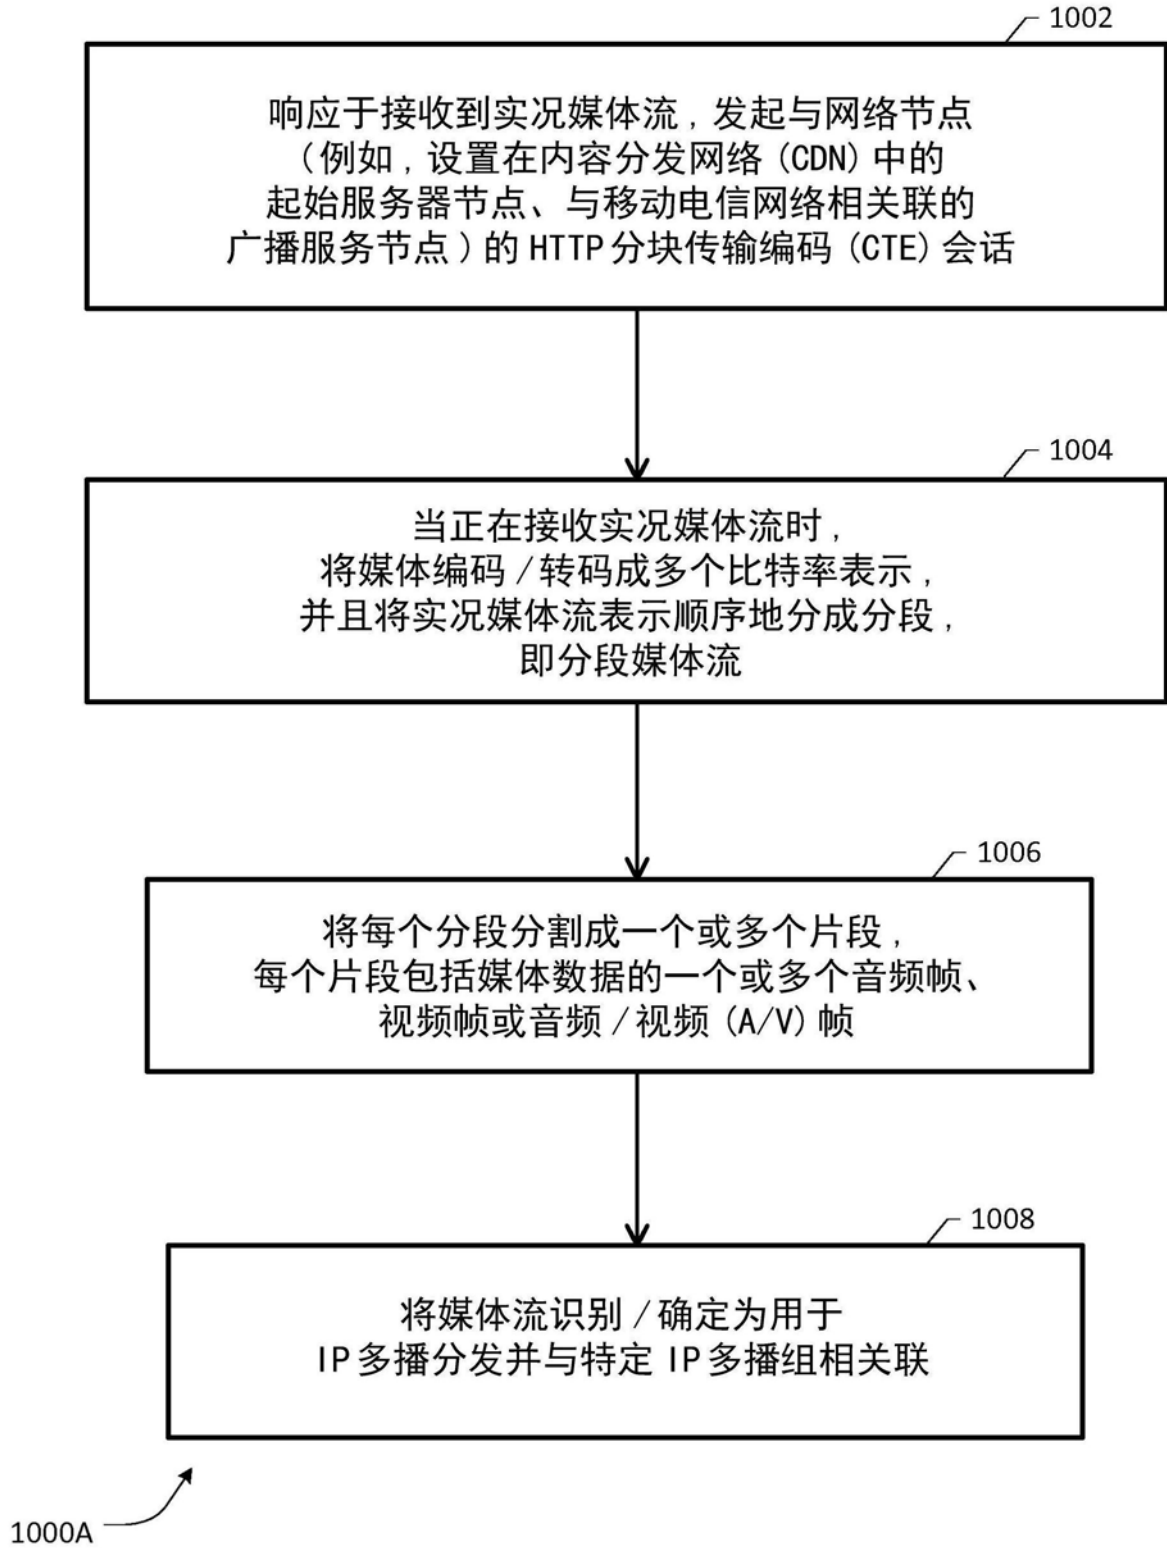 1002
响应于接收到实况媒体流，发起与网络节点
（例如，设置在内容分发网络(CDN)中的
起始服务器节点、与移动电信网络相关联的
广播服务节点）的HTTP分块传输编码(CTE)会话
1004
当正在接收实况媒体流时，
将媒体编码/转码成多个比特率表示，
并且将实况媒体流表示顺序地分成分段，
即分段媒体流
1006
将每个分段分割成一个或多个片段，
每个片段包括媒体数据的一个或多个音频帧、
视频帧或音频/视频(A/V)帧
1008
将媒体流识别/确定为用于
IP多播分发并与特定IP多播组相关联
1000A